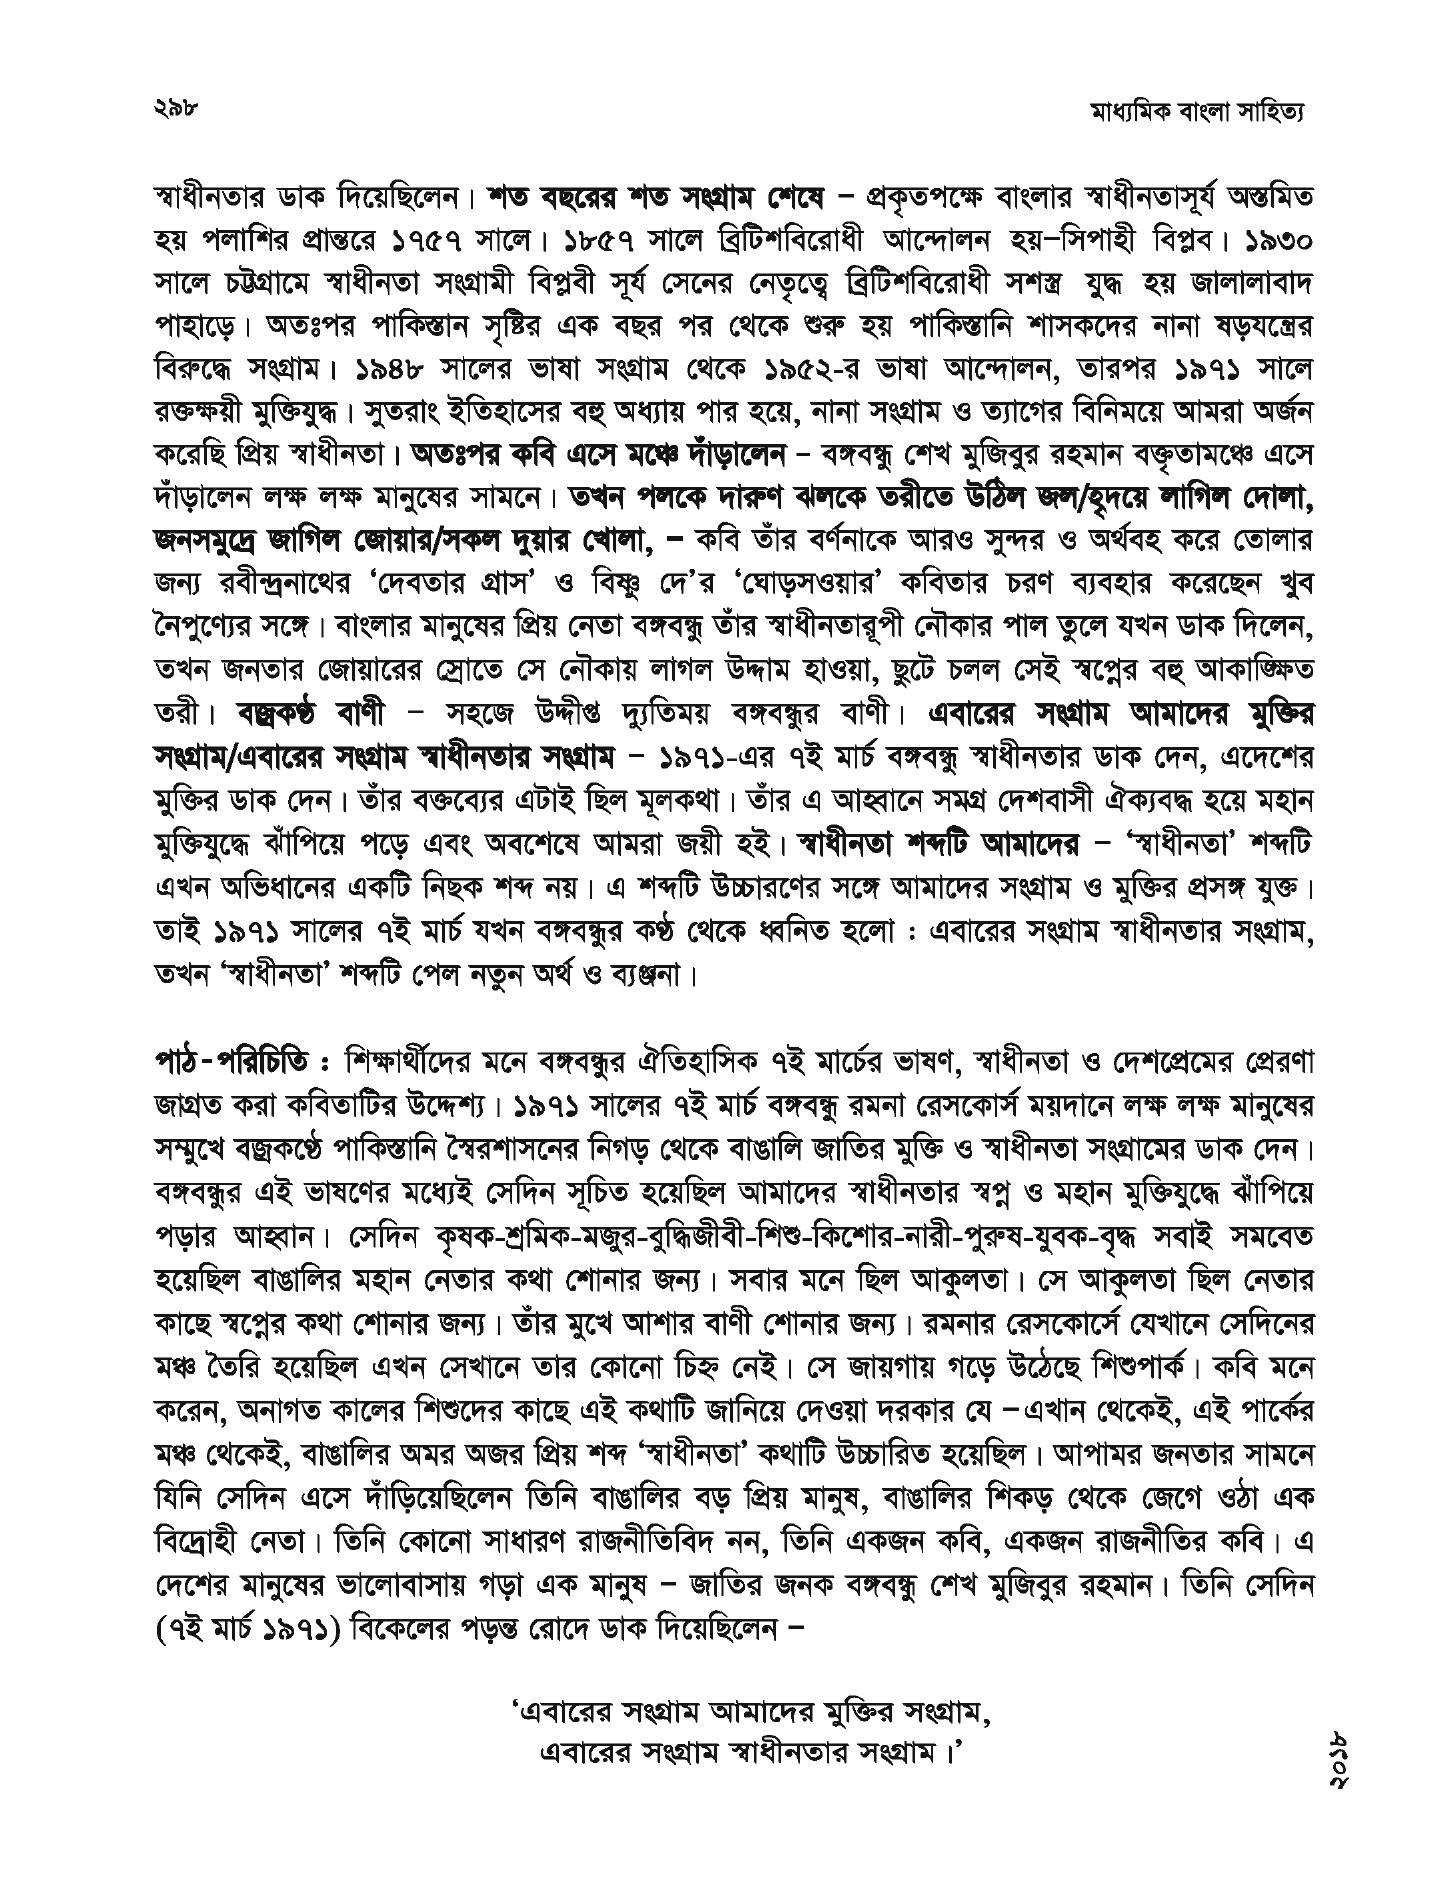 ২৯৮
মাধ্যমিক বাংলা সাহিত্য
স্বাধীনতার ডাক দিয়েছিলেন। শত বছরের শত সংগ্রাম শেষে – প্রকৃতপক্ষে বাংলার স্বাধীনতাসূর্য অস্তমিত
হয় পলাশির প্রান্তরে ১৭৫৭ সালে। ১৮৫৭ সালে ব্রিটিশবিরোধী আন্দোলন হয়–সিপাহী বিপ্লব। ১৯৩০
সালে চট্টগ্রামে স্বাধীনতা সংগ্রামী বিপ্লবী সূর্য সেনের নেতৃত্বে ব্রিটিশবিরোধী সশস্ত্র যুদ্ধ হয় জালালাবাদ
পাহাড়ে। অতঃপর পাকিস্তান সৃষ্টির এক বছর পর থেকে শুরু হয় পাকিস্তানি শাসকদের নানা ষড়যন্ত্রের
বিরুদ্ধে সংগ্রাম। ১৯৪৮ সালের ভাষা সংগ্রাম থেকে ১৯৫২-র ভাষা আন্দোলন, তারপর ১৯৭১ সালে
রক্তক্ষয়ী মুক্তিযুদ্ধ। সুতরাং ইতিহাসের বহু অধ্যায় পার হয়ে, নানা সংগ্রাম ও ত্যাগের বিনিময়ে আমরা অর্জন
করেছি প্রিয় স্বাধীনতা। অতঃপর কবি এসে মঞ্চে দাঁড়ালেন – বঙ্গবন্ধু শেখ মুজিবুর রহমান বক্তৃতামঞ্চে এসে
দাঁড়ালেন লক্ষ লক্ষ মানুষের সামনে। তখন পলকে দারুণ ঝলকে তরীতে উঠিল জল/হৃদয়ে লাগিল দোলা,
জনসমুদ্রে জাগিল জোয়ার/সকল দুয়ার খোলা, – কবি তাঁর বর্ণনাকে আরও সুন্দর ও অর্থবহ করে তোলার
জন্য রবীন্দ্রনাথের ‘দেবতার গ্রাস’ ও বিষ্ণু দে’র ‘ঘোড়সওয়ার’ কবিতার চরণ ব্যবহার করেছেন খুব
নৈপুণ্যের সঙ্গে। বাংলার মানুষের প্রিয় নেতা বঙ্গবন্ধু তাঁর স্বাধীনতারূপী নৌকার পাল তুলে যখন ডাক দিলেন,
তখন জনতার জোয়ারের স্রোতে সে নৌকায় লাগল উদ্দাম হাওয়া, ছুটে চলল সেই স্বপ্নের বহু আকাঙ্ক্ষিত
তরী। বজ্রকণ্ঠ বাণী – সহজে উদ্দীপ্ত দ্যুতিময় বঙ্গবন্ধুর বাণী। এবারের সংগ্রাম আমাদের মুক্তির
সংগ্রাম/এবারের সংগ্রাম স্বাধীনতার সংগ্রাম – ১৯৭১-এর ৭ই মার্চ বঙ্গবন্ধু স্বাধীনতার ডাক দেন, এদেশের
মুক্তির ডাক দেন। তাঁর বক্তব্যের এটাই ছিল মূলকথা। তাঁর এ আহ্বানে সমগ্র দেশবাসী ঐক্যবদ্ধ হয়ে মহান
মুক্তিযুদ্ধে ঝাঁপিয়ে পড়ে এবং অবশেষে আমরা জয়ী হই। স্বাধীনতা শব্দটি আমাদের – ‘স্বাধীনতা’ শব্দটি
এখন অভিধানের একটি নিছক শব্দ নয়। এ শব্দটি উচ্চারণের সঙ্গে আমাদের সংগ্রাম ও মুক্তির প্রসঙ্গ যুক্ত।
তাই ১৯৭১ সালের ৭ই মার্চ যখন বঙ্গবন্ধুর কণ্ঠ থেকে ধ্বনিত হলো : এবারের সংগ্রাম স্বাধীনতার সংগ্রাম,
তখন ‘স্বাধীনতা’ শব্দটি পেল নতুন অর্থ ও ব্যঞ্জনা।
পাঠ-পরিচিতি : শিক্ষার্থীদের মনে বঙ্গবন্ধুর ঐতিহাসিক ৭ই মার্চের ভাষণ, স্বাধীনতা ও দেশপ্রেমের প্রেরণা
জাগ্রত করা কবিতাটির উদ্দেশ্য। ১৯৭১ সালের ৭ই মার্চ বঙ্গবন্ধু রমনা রেসকোর্স ময়দানে লক্ষ লক্ষ মানুষের
সম্মুখে বজ্রকণ্ঠে পাকিস্তানি স্বৈরশাসনের নিগড় থেকে বাঙালি জাতির মুক্তি ও স্বাধীনতা সংগ্রামের ডাক দেন।
বঙ্গবন্ধুর এই ভাষণের মধ্যেই সেদিন সূচিত হয়েছিল আমাদের স্বাধীনতার স্বপ্ন ও মহান মুক্তিযুদ্ধে ঝাঁপিয়ে
পড়ার আহ্বান। সেদিন কৃষক-শ্রমিক-মজুর-বুদ্ধিজীবী-শিশু-কিশোর-নারী-পুরুষ-যুবক-বৃদ্ধ সবাই সমবেত
হয়েছিল বাঙালির মহান নেতার কথা শোনার জন্য। সবার মনে ছিল আকুলতা। সে আকুলতা ছিল নেতার
কাছে স্বপ্নের কথা শোনার জন্য। তাঁর মুখে আশার বাণী শোনার জন্য। রমনার রেসকোর্সে যেখানে সেদিনের
মঞ্চ তৈরি হয়েছিল এখন সেখানে তার কোনো চিহ্ন নেই। সে জায়গায় গড়ে উঠেছে শিশুপার্ক। কবি মনে
করেন, অনাগত কালের শিশুদের কাছে এই কথাটি জানিয়ে দেওয়া দরকার যে –এখান থেকেই, এই পার্কের
মঞ্চ থেকেই, বাঙালির অমর অজর প্রিয় শব্দ ‘স্বাধীনতা’ কথাটি উচ্চারিত হয়েছিল। আপামর জনতার সামনে
যিনি সেদিন এসে দাঁড়িয়েছিলেন তিনি বাঙালির বড় প্রিয় মানুষ, বাঙালির শিকড় থেকে জেগে ওঠা এক
বিদ্রোহী নেতা। তিনি কোনো সাধারণ রাজনীতিবিদ নন, তিনি একজন কবি, একজন রাজনীতির কবি। এ
দেশের মানুষের ভালোবাসায় গড়া এক মানুষ – জাতির জনক বঙ্গবন্ধু শেখ মুজিবুর রহমান। তিনি সেদিন
(৭ই মার্চ ১৯৭১) বিকেলের পড়ন্ত রোদে ডাক দিয়েছিলেন –
‘এবারের সংগ্রাম আমাদের মুক্তির সংগ্রাম,
এবারের সংগ্রাম স্বাধীনতার সংগ্রাম।’
২০১৮